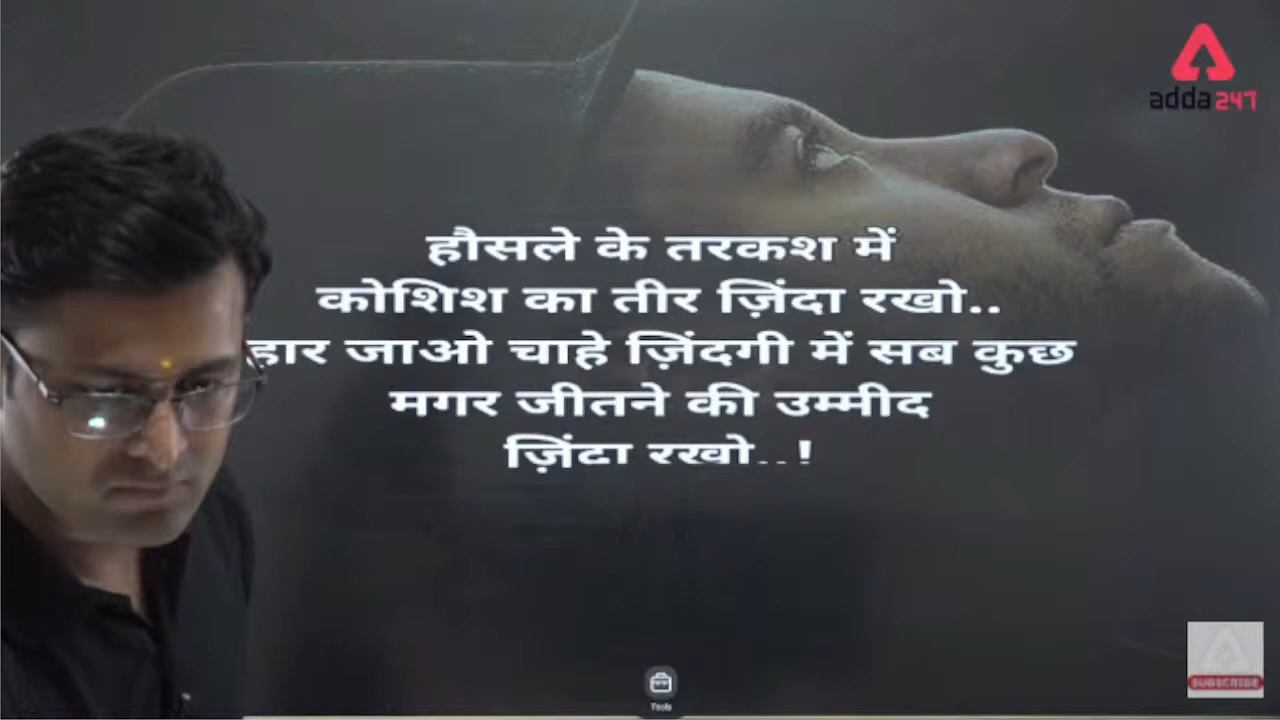 adda247
हौसले के तरकश में
कोशिश का तीर ज़िंदा रखो..
हार जाओ चाहे ज़िंदगी में सब कुछ
मगर जीतने की उम्मीद
ज़िंदा रखो..!
SUBSCRIBE
Tools